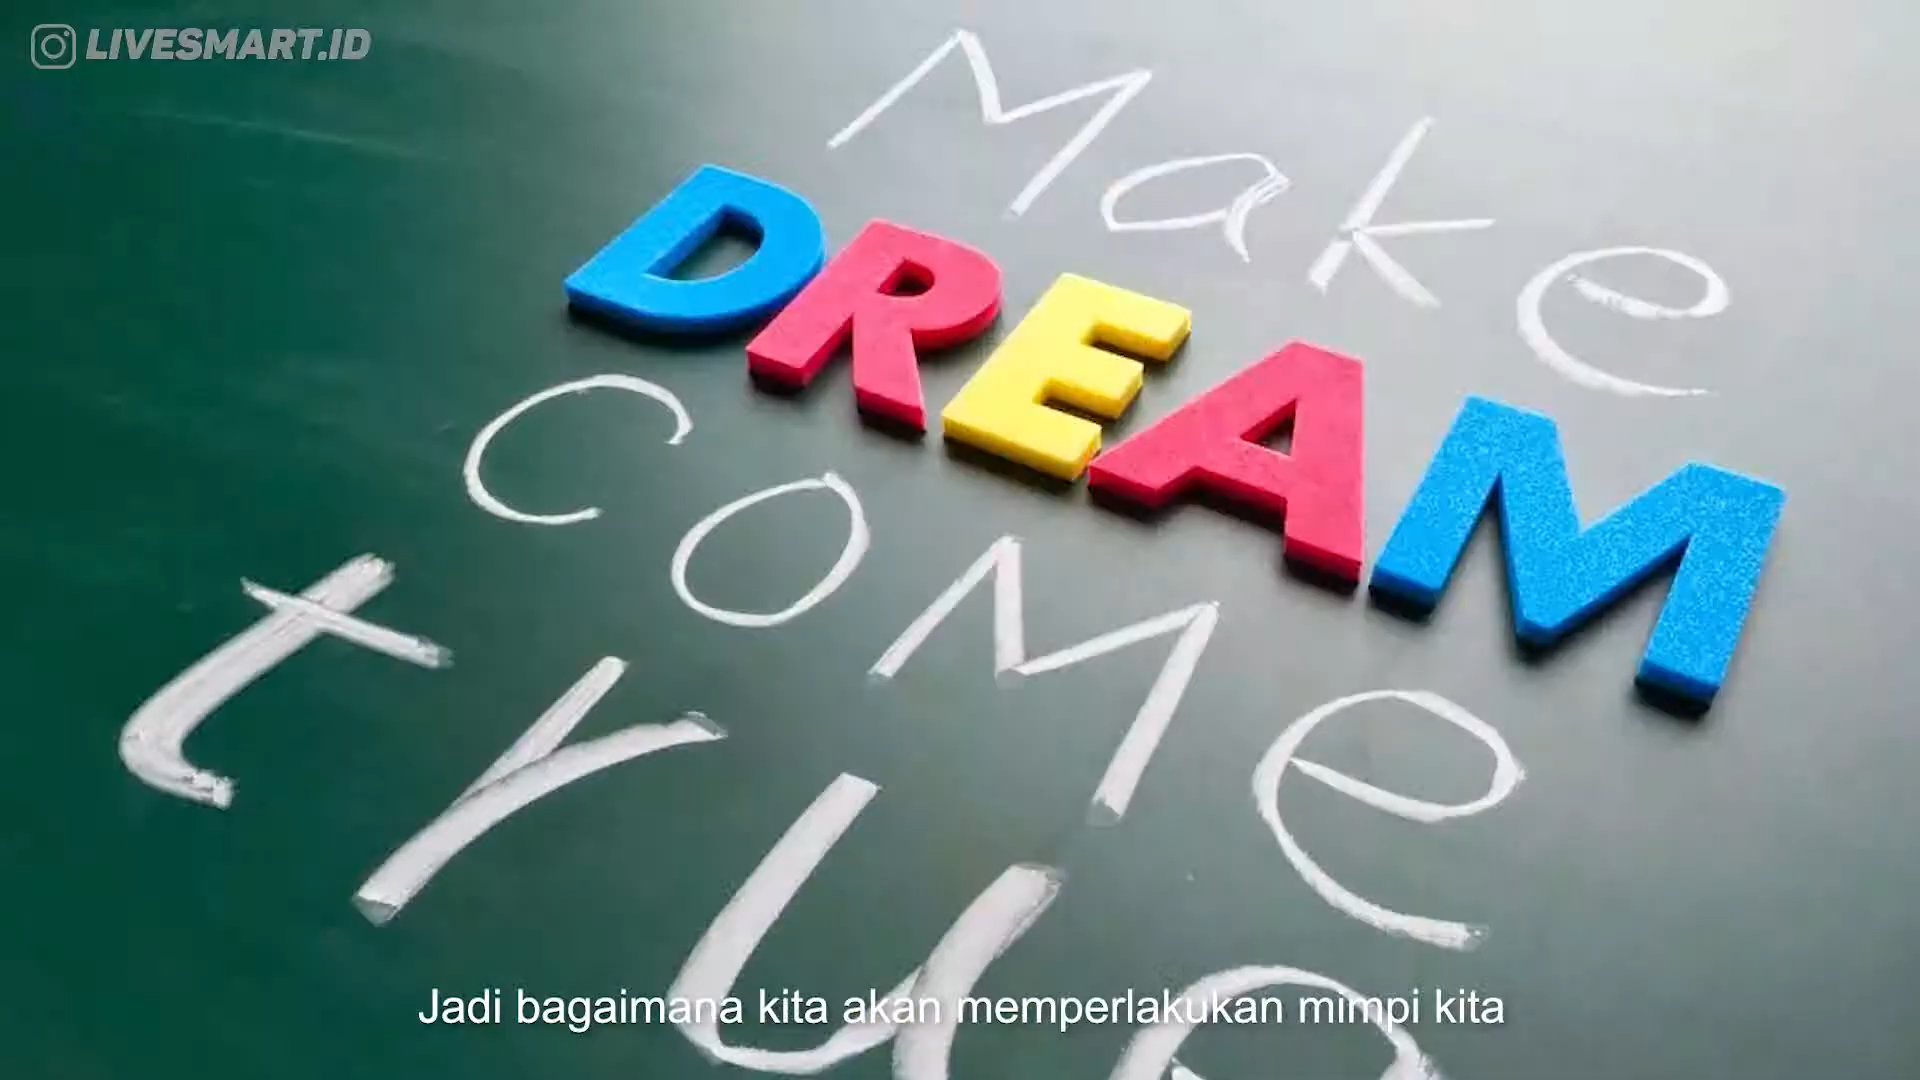 LIVESMART.ID
Make
DREAM
coMe
true
Jadi bagaimana kita akan memperlakukan mimpi kita